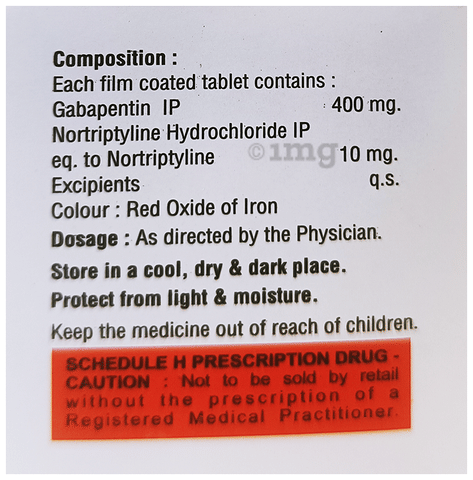 Composition :
Each film coated tablet contains :
Gabapentin IP 400 mg.
Nortriptyline Hydrochloride IP
eq. to Nortriptyline 10 mg.
©1mg
Excipients q.s.
Colour : Red Oxide of Iron
Dosage : As directed by the Physician.
Store in a cool, dry & dark place.
Protect from light & moisture.
Keep the medicine out of reach of children.
SCHEDULE H PRESCRIPTION DRUG -
CAUTION : Not to be sold by retail
without the prescription of a
Registered Medical Practitioner.